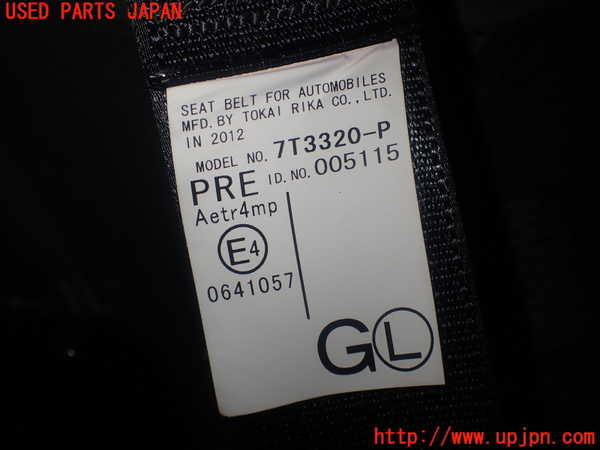 USED PARTS JAPAN
SEAT BELT FOR AUTOMOBILES
MFD. BY TOKAI RIKA CO., LTD.
IN 2012
MODEL NO. 7T3320-P
PRE ID. NO. 005115
Aetr4mp
E4
0641057
G L
http://www.upjpn.com/